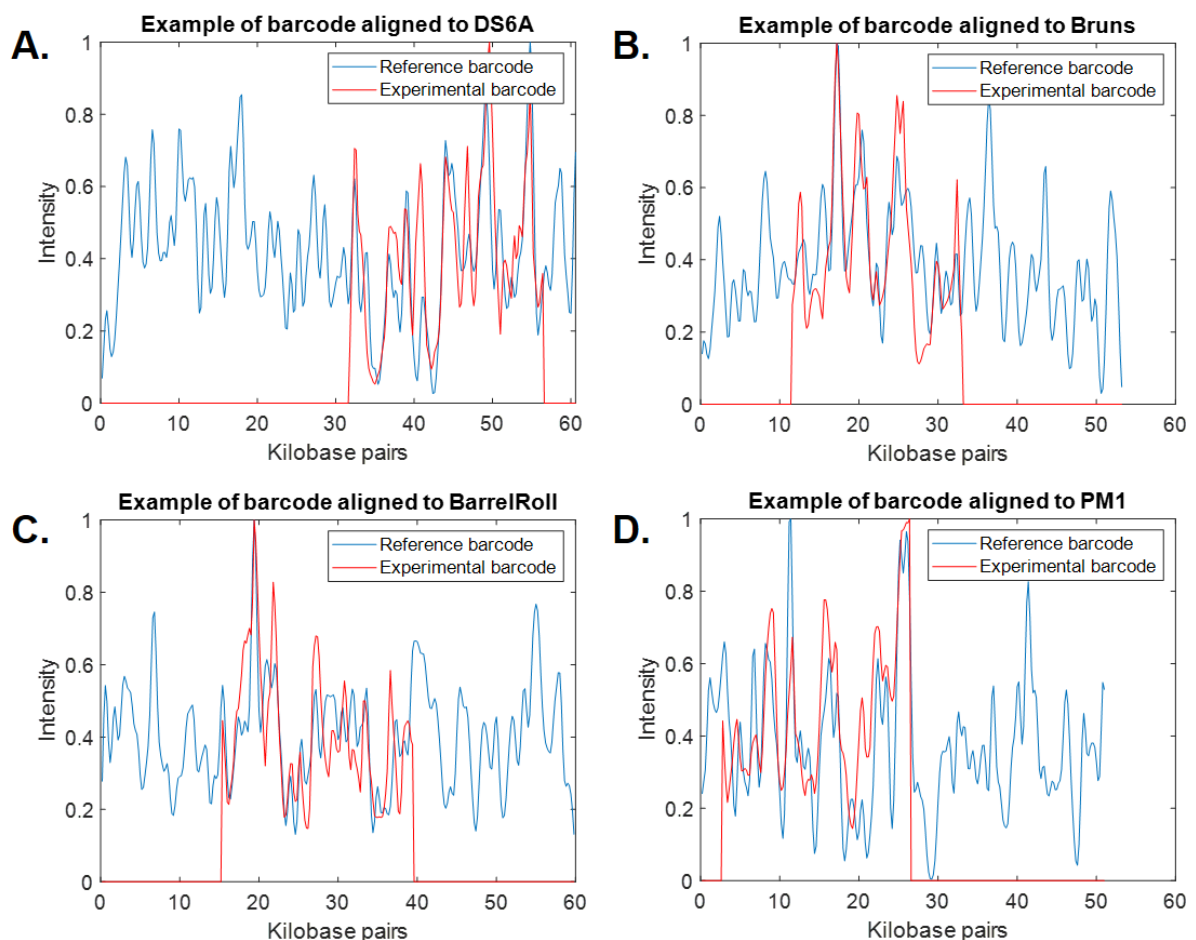 A.
Example of barcode aligned to DS6A
Reference barcode
Experimental barcode
Intensity
1
0.8
0.6
0.4
0.2
0
0 10 20 30 40 50 60
Kilobase pairs
B.
Example of barcode aligned to Bruns
Reference barcode
Experimental barcode
Intensity
1
0.8
0.6
0.4
0.2
0
0 10 20 30 40 50 60
Kilobase pairs
C.
Example of barcode aligned to BarrelRoll
Reference barcode
Experimental barcode
Intensity
1
0.8
0.6
0.4
0.2
0
0 10 20 30 40 50 60
Kilobase pairs
D.
Example of barcode aligned to PM1
Reference barcode
Experimental barcode
Intensity
1
0.8
0.6
0.4
0.2
0
0 10 20 30 40 50 60
Kilobase pairs